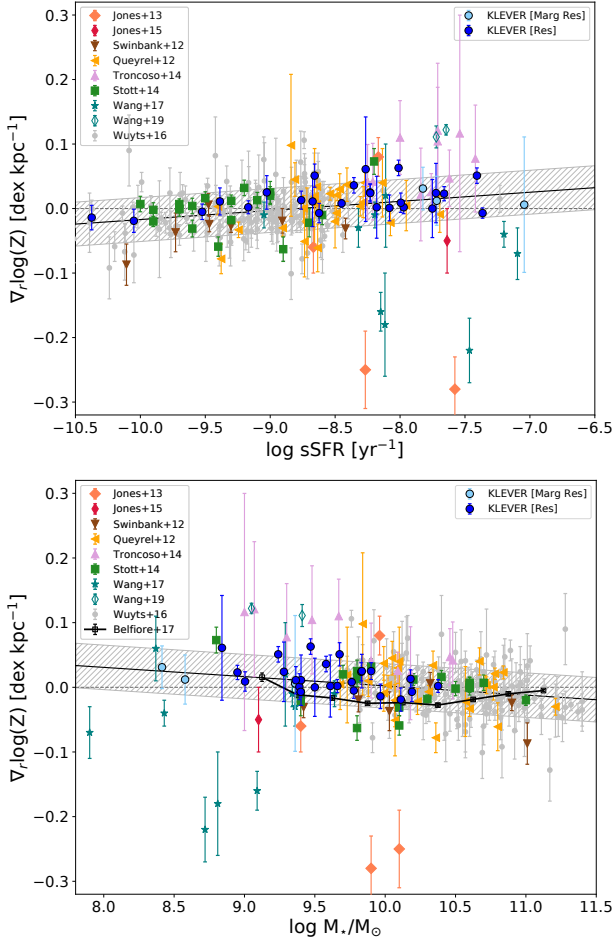 0.3
0.2
0.1
0.0
−0.1
−0.2
−0.3
∇ᵣlog(Z) [dex kpc⁻¹]
Jones+13
Jones+15
Swinbank+12
Queyrel+12
Troncoso+14
Stott+14
Wang+17
Wang+19
Wuyts+16
KLEVER [Marg Res]
KLEVER [Res]
−10.5 −10.0 −9.5 −9.0 −8.5 −8.0 −7.5 −7.0 −6.5
log sSFR [yr⁻¹]
0.3
0.2
0.1
0.0
−0.1
−0.2
−0.3
∇ᵣlog(Z) [dex kpc⁻¹]
Jones+13
Jones+15
Swinbank+12
Queyrel+12
Troncoso+14
Stott+14
Wang+17
Wang+19
Wuyts+16
Belfiore+17
KLEVER [Marg Res]
KLEVER [Res]
8.0 8.5 9.0 9.5 10.0 10.5 11.0 11.5
log M⋆/M⊙